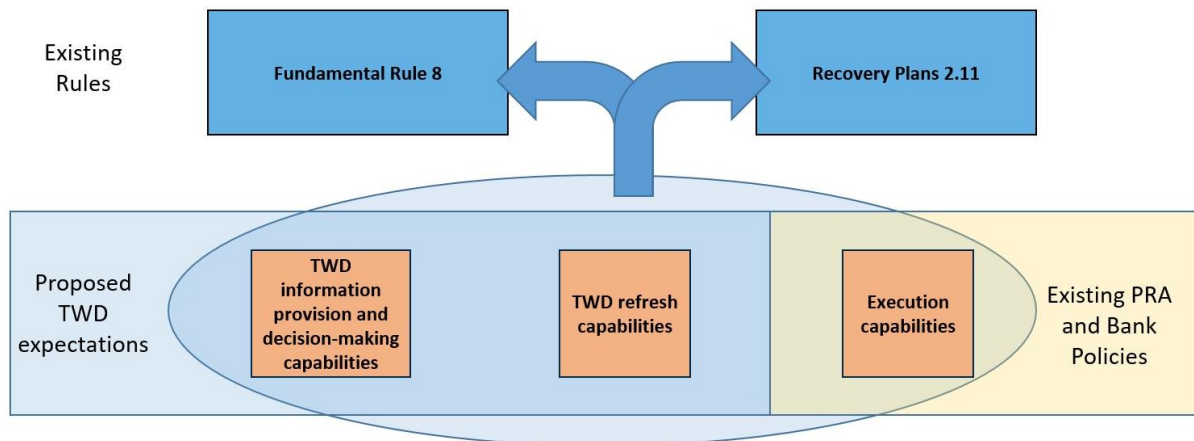 Existing
Rules
Fundamental Rule 8
Recovery Plans 2.11
Proposed
TWD
expectations
TWD
information
provision and
decision-making
capabilities
TWD refresh
capabilities
Execution
capabilities
Existing PRA
and Bank
Policies